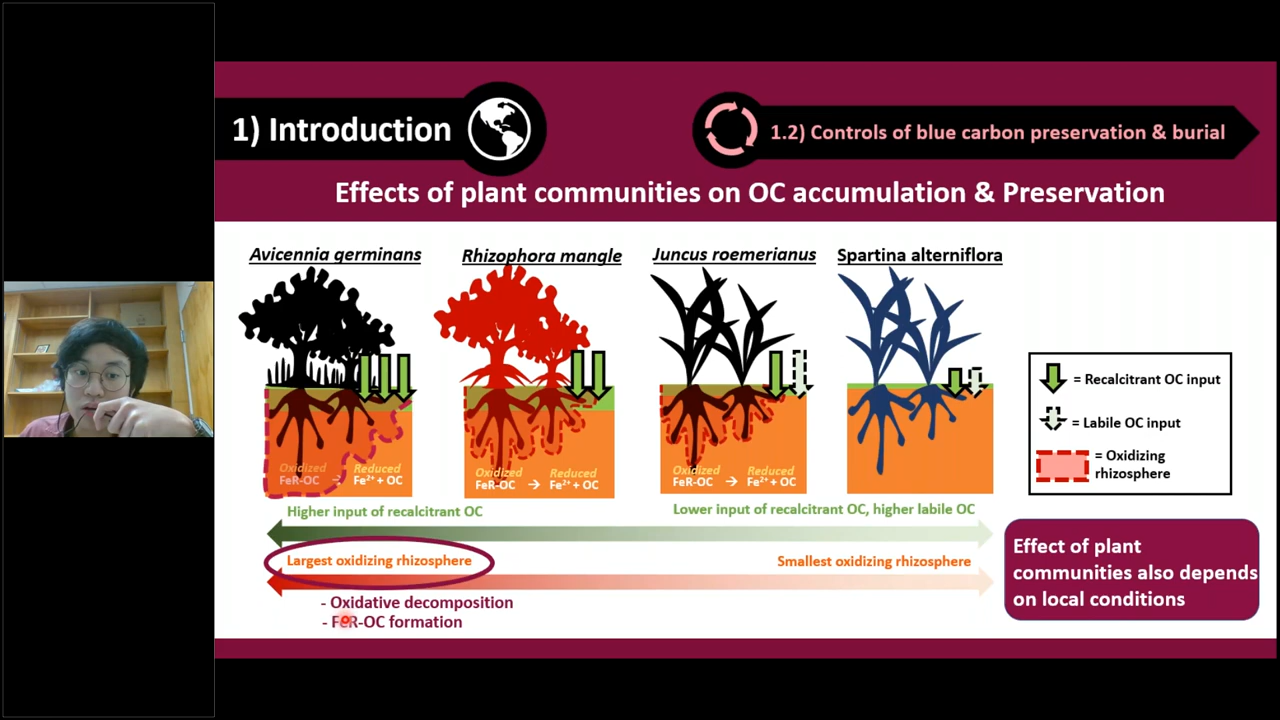 1) Introduction
1.2) Controls of blue carbon preservation & burial
Effects of plant communities on OC accumulation & Preservation
Avicennia germinans
Rhizophora mangle
Juncus roemerianus
Spartina alterniflora
Oxidized Reduced
FeR-OC → Fe²⁺ + OC
Oxidized Reduced
FeR-OC → Fe²⁺ + OC
Oxidized Reduced
FeR-OC → Fe²⁺ + OC
= Recalcitrant OC input
= Labile OC input
= Oxidizing
rhizosphere
Higher input of recalcitrant OC
Lower input of recalcitrant OC, higher labile OC
Largest oxidizing rhizosphere
Smallest oxidizing rhizosphere
- Oxidative decomposition
- FeR-OC formation
Effect of plant
communities also depends
on local conditions